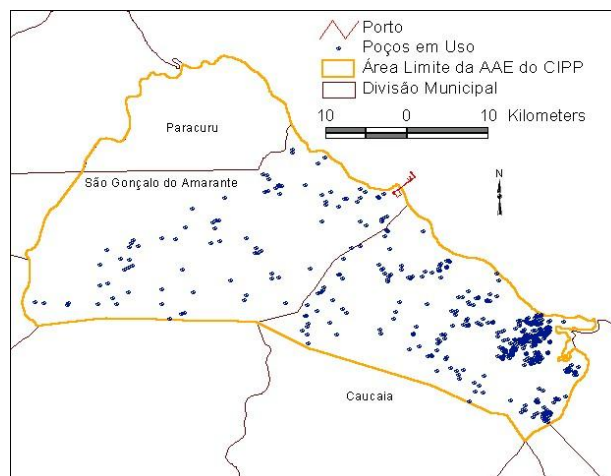 Porto
Poços em Uso
Área Limite da AAE do CIPP
Divisão Municipal
10 0 10 Kilometers
Paracuru
São Gonçalo do Amarante
N
Caucaia